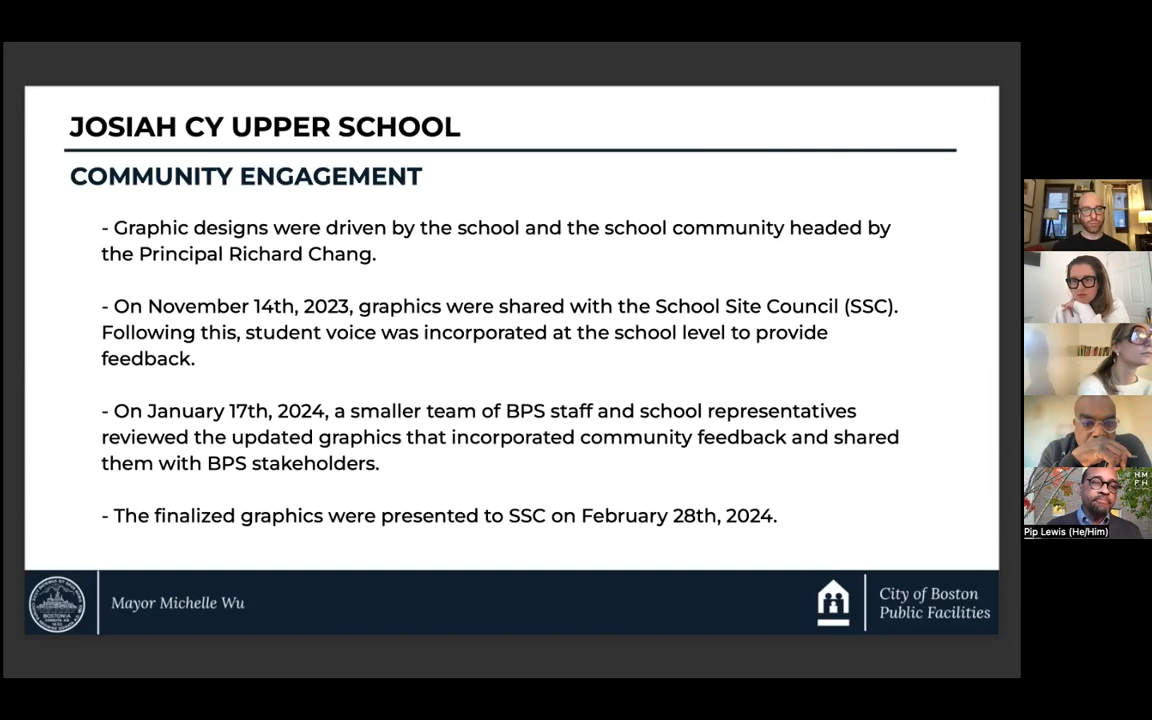 JOSIAH CY UPPER SCHOOL
COMMUNITY ENGAGEMENT
- Graphic designs were driven by the school and the school community headed by
the Principal Richard Chang.
- On November 14th, 2023, graphics were shared with the School Site Council (SSC).
Following this, student voice was incorporated at the school level to provide
feedback.
- On January 17th, 2024, a smaller team of BPS staff and school representatives
reviewed the updated graphics that incorporated community feedback and shared
them with BPS stakeholders.
- The finalized graphics were presented to SSC on February 28th, 2024.
BOSTONIA
Mayor Michelle Wu
City of Boston
Public Facilities
HM
FH
Pip Lewis (He/Him)